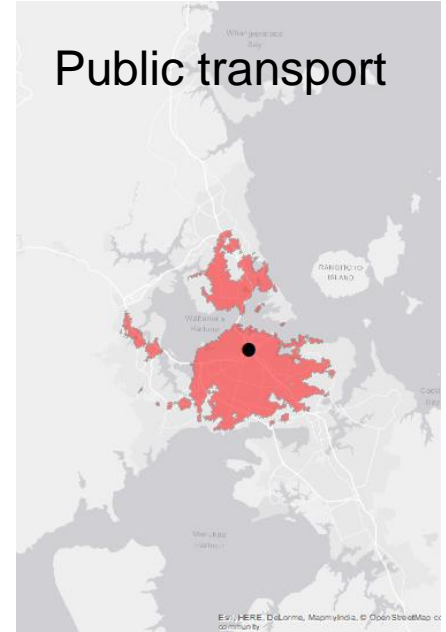 Whangaparaoa
Bay
Public transport
RANGITOTO
ISLAND
Waitemata
Harbour
Manukau
Harbour
Esri, HERE, DeLorme, MapmyIndia, © OpenStreetMap co
community